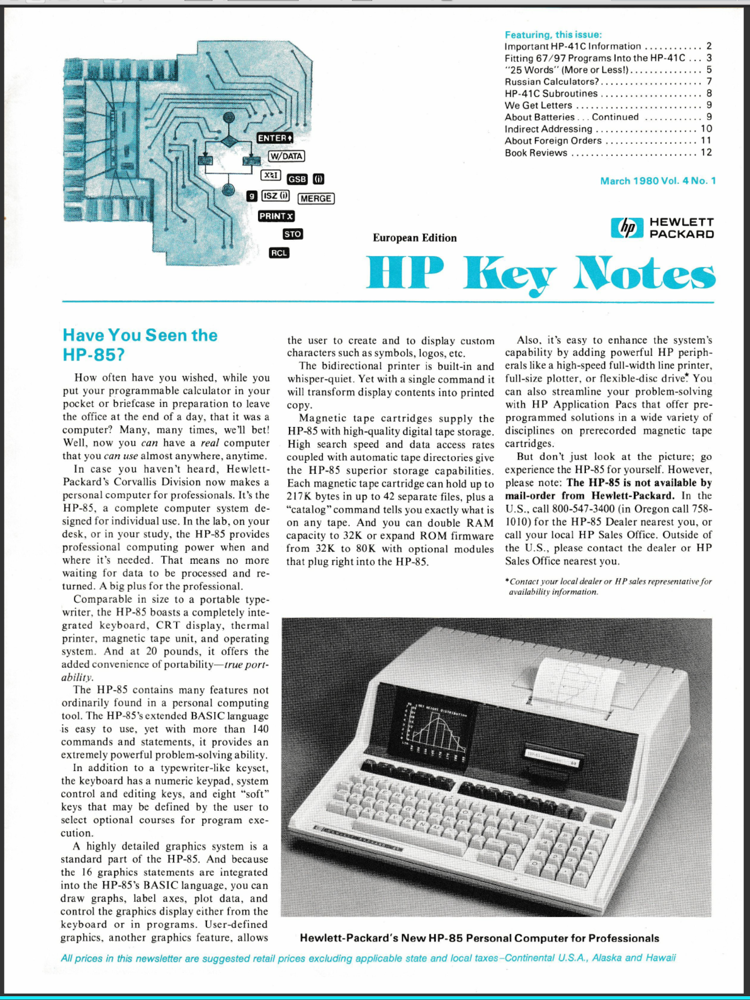 Featuring, this issue:
Important HP-41C Information ............ 2
Fitting 67/97 Programs Into the HP-41C ... 3
"25 Words" (More or Less!)............... 5
Russian Calculators?..................... 7
HP-41C Subroutines ..................... 8
We Get Letters .......................... 9
About Batteries ... Continued ............ 9
Indirect Addressing ..................... 10
About Foreign Orders ................... 11
Book Reviews .......................... 12
March 1980 Vol. 4 No. 1
ENTER↑
W/DATA
X⇄I
GSB (i)
g ISZ (i) MERGE
PRINT X
STO
RCL
hp HEWLETT
PACKARD
European Edition
HP Key Notes
Have You Seen the
HP-85?
How often have you wished, while you
put your programmable calculator in your
pocket or briefcase in preparation to leave
the office at the end of a day, that it was a
computer? Many, many times, we'll bet!
Well, now you can have a real computer
that you can use almost anywhere, anytime.
In case you haven't heard, Hewlett-
Packard's Corvallis Division now makes a
personal computer for professionals. It's the
HP-85, a complete computer system de-
signed for individual use. In the lab, on your
desk, or in your study, the HP-85 provides
professional computing power when and
where it's needed. That means no more
waiting for data to be processed and re-
turned. A big plus for the professional.
Comparable in size to a portable type-
writer, the HP-85 boasts a completely inte-
grated keyboard, CRT display, thermal
printer, magnetic tape unit, and operating
system. And at 20 pounds, it offers the
added convenience of portability—true port-
ability.
The HP-85 contains many features not
ordinarily found in a personal computing
tool. The HP-85's extended BASIC language
is easy to use, yet with more than 140
commands and statements, it provides an
extremely powerful problem-solving ability.
In addition to a typewriter-like keyset,
the keyboard has a numeric keypad, system
control and editing keys, and eight "soft"
keys that may be defined by the user to
select optional courses for program exe-
cution.
A highly detailed graphics system is a
standard part of the HP-85. And because
the 16 graphics statements are integrated
into the HP-85's BASIC language, you can
draw graphs, label axes, plot data, and
control the graphics display either from the
keyboard or in programs. User-defined
graphics, another graphics feature, allows
the user to create and to display custom
characters such as symbols, logos, etc.
The bidirectional printer is built-in and
whisper-quiet. Yet with a single command it
will transform display contents into printed
copy.
Magnetic tape cartridges supply the
HP-85 with high-quality digital tape storage.
High search speed and data access rates
coupled with automatic tape directories give
the HP-85 superior storage capabilities.
Each magnetic tape cartridge can hold up to
217K bytes in up to 42 separate files, plus a
"catalog" command tells you exactly what is
on any tape. And you can double RAM
capacity to 32K or expand ROM firmware
from 32K to 80K with optional modules
that plug right into the HP-85.
Also, it's easy to enhance the system's
capability by adding powerful HP periph-
erals like a high-speed full-width line printer,
full-size plotter, or flexible-disc drive.* You
can also streamline your problem-solving
with HP Application Pacs that offer pre-
programmed solutions in a wide variety of
disciplines on prerecorded magnetic tape
cartridges.
But don't just look at the picture; go
experience the HP-85 for yourself. However,
please note: The HP-85 is not available by
mail-order from Hewlett-Packard. In the
U.S., call 800-547-3400 (in Oregon call 758-
1010) for the HP-85 Dealer nearest you, or
call your local HP Sales Office. Outside of
the U.S., please contact the dealer or HP
Sales Office nearest you.
*Contact your local dealer or HP sales representative for
availability information.
HEIGHT DISTRIBUTION
HEWLETT PACKARD 85
Hewlett-Packard's New HP-85 Personal Computer for Professionals
All prices in this newsletter are suggested retail prices excluding applicable state and local taxes–Continental U.S.A., Alaska and Hawaii